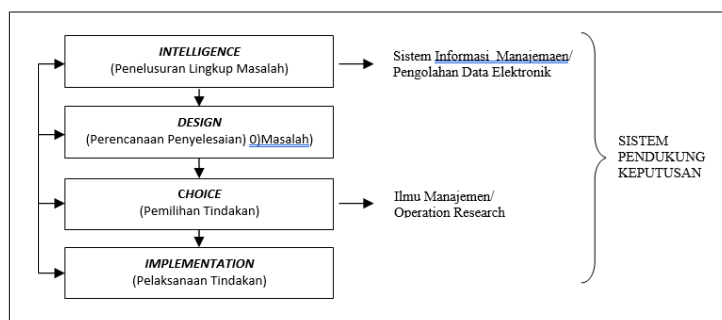 INTELLIGENCE
(Penelusuran Lingkup Masalah)
Sistem Informasi Manajemaen/
Pengolahan Data Elektronik
DESIGN
(Perencanaan Penyelesaian) 0)Masalah)
SISTEM
PENDUKUNG
KEPUTUSAN
CHOICE
(Pemilihan Tindakan)
Ilmu Manajemen/
Operation Research
IMPLEMENTATION
(Pelaksanaan Tindakan)